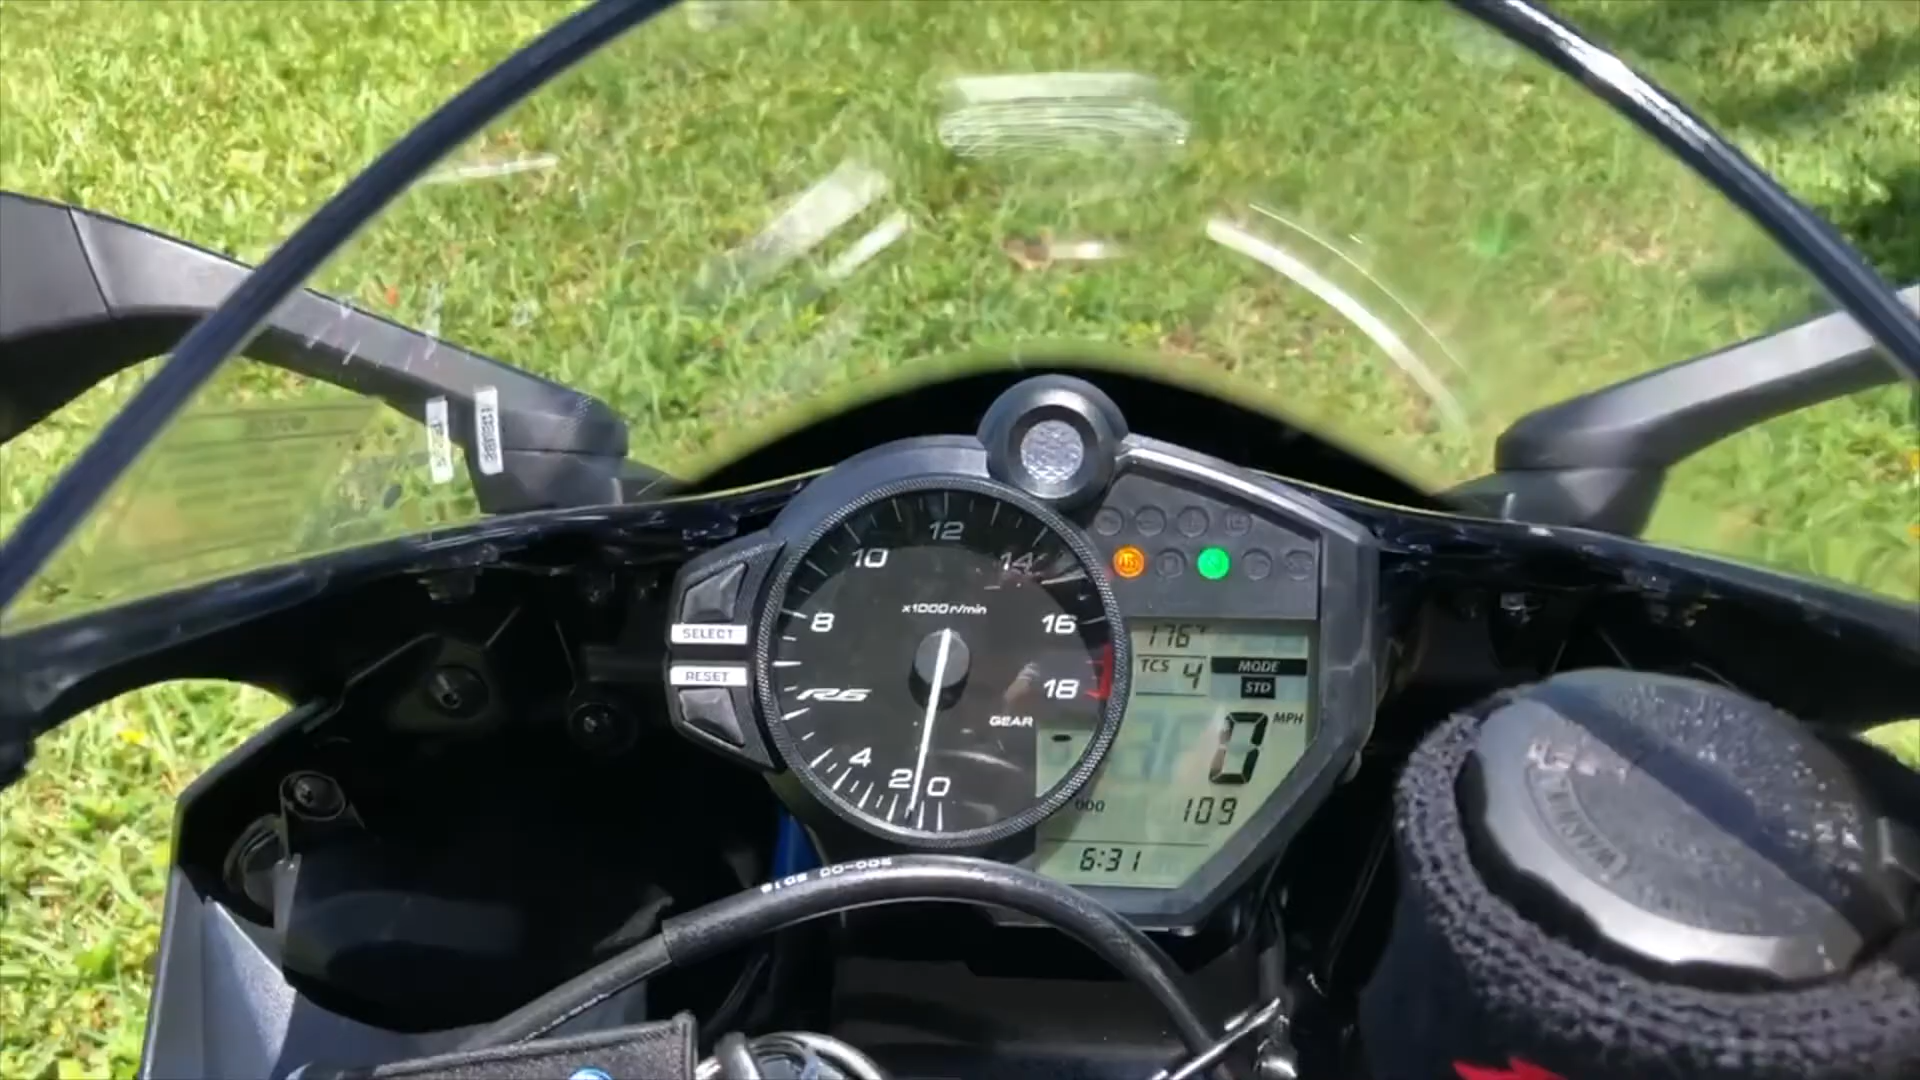 12
10
14
x1000r/min
8
16
SELECT
RESET
R6
18
GEAR
4
2
0
176
TCS 4
MODE
STD
0 MPH
000
109
6:31